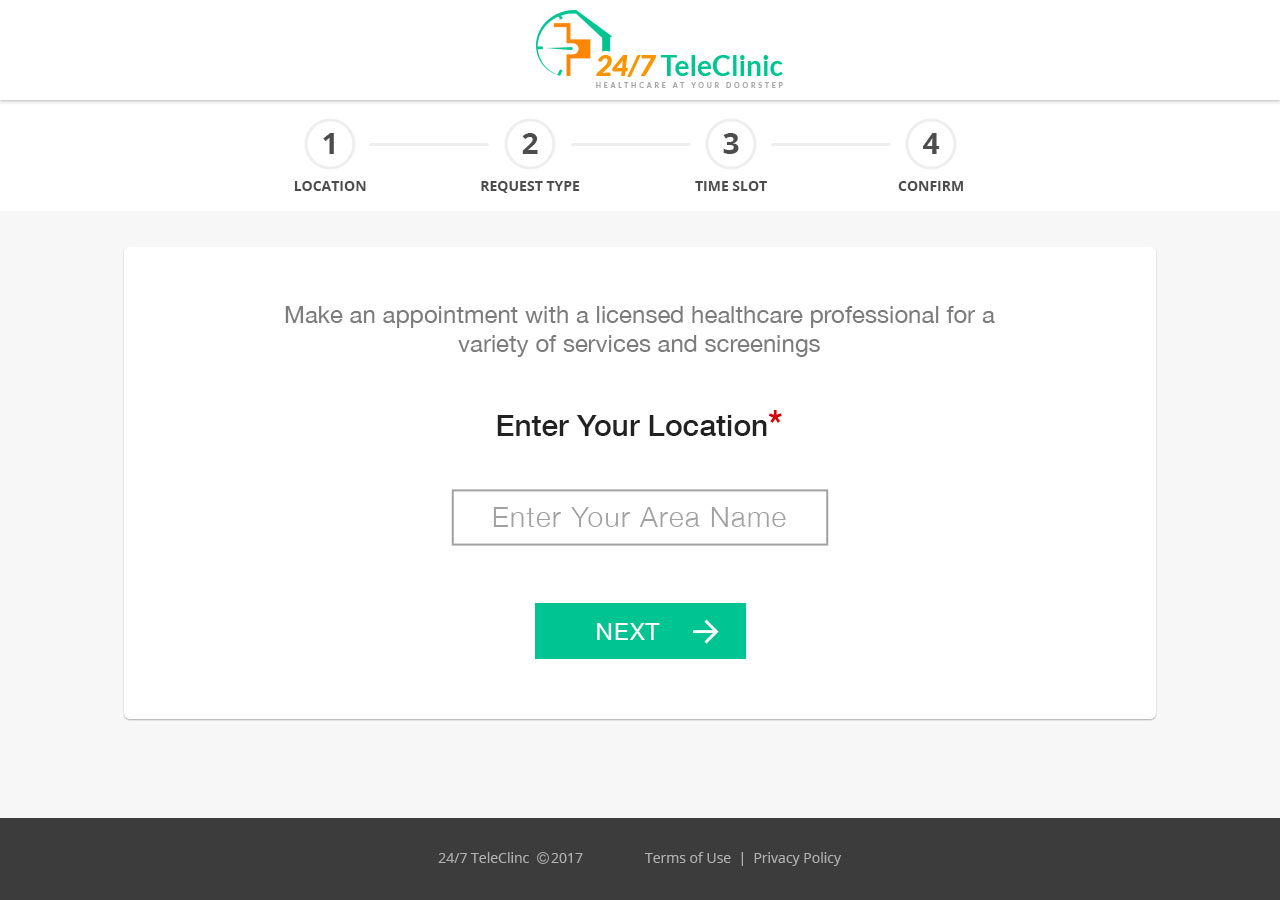 24/7 TeleClinic
HEALTHCARE AT YOUR DOORSTEP
1 2 3 4
LOCATION REQUEST TYPE TIME SLOT CONFIRM
Make an appointment with a licensed healthcare professional for a
variety of services and screenings
Enter Your Location*
Enter Your Area Name
NEXT
24/7 TeleClinc ©2017 Terms of Use | Privacy Policy